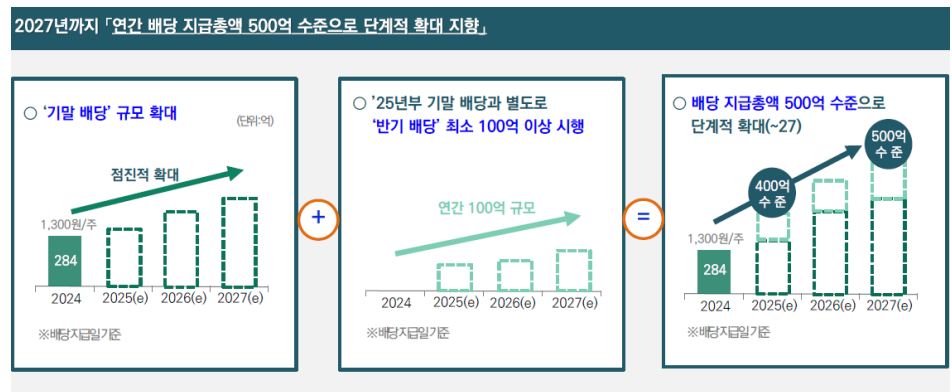 2027년까지 「연간 배당 지급총액 500억 수준으로 단계적 확대 지향」
○ '기말 배당' 규모 확대
(단위:억)
점진적 확대
1,300원/주
284
2024 2025(e) 2026(e) 2027(e)
※배당지급일기준
+
○ '25년부 기말 배당과 별도로
'반기 배당' 최소 100억 이상 시행
연간 100억 규모
2024 2025(e) 2026(e) 2027(e)
※배당지급일기준
=
○ 배당 지급총액 500억 수준으로
단계적 확대(~27)
500억
수 준
400억
수 준
1,300원/주
284
2024 2025(e) 2026(e) 2027(e)
※배당지급일기준